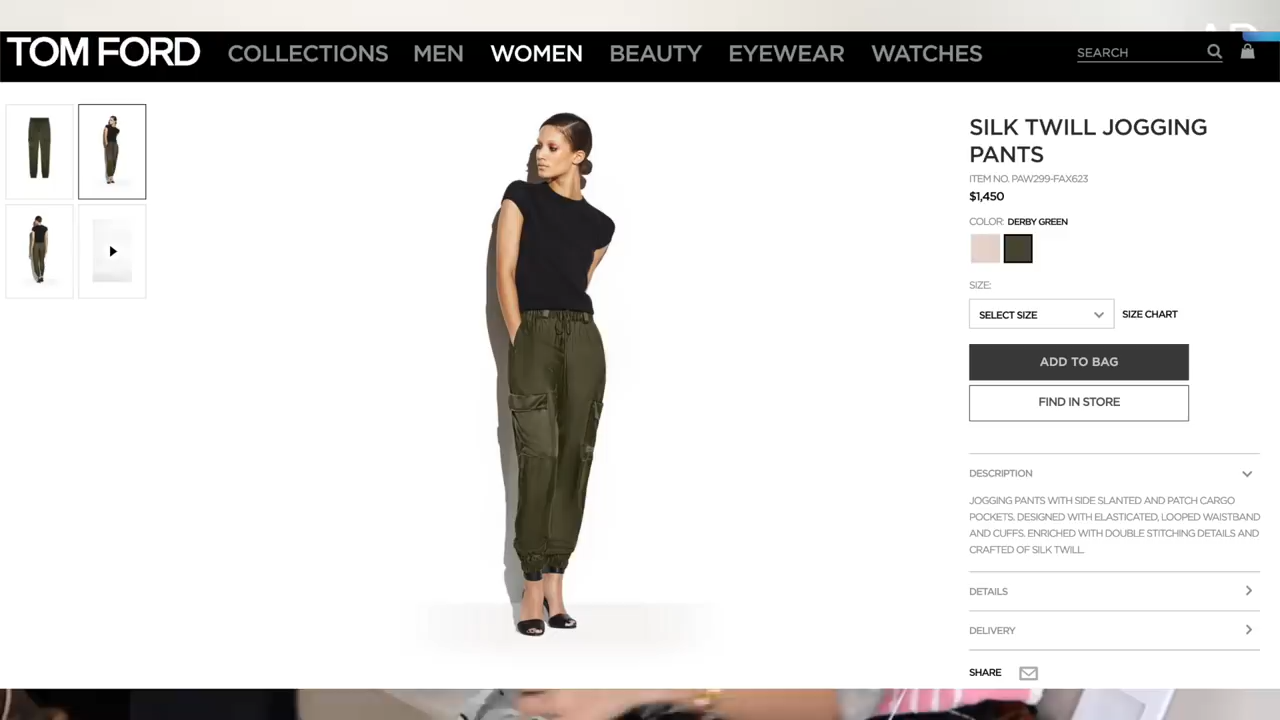 AD
TOM FORD
COLLECTIONS MEN WOMEN BEAUTY EYEWEAR WATCHES
SEARCH
SILK TWILL JOGGING
PANTS
ITEM NO. PAW299-FAX623
$1,450
COLOR: DERBY GREEN
SIZE:
SELECT SIZE
SIZE CHART
ADD TO BAG
FIND IN STORE
DESCRIPTION
JOGGING PANTS WITH SIDE SLANTED AND PATCH CARGO
POCKETS. DESIGNED WITH ELASTICATED, LOOPED WAISTBAND
AND CUFFS. ENRICHED WITH DOUBLE STITCHING DETAILS AND
CRAFTED OF SILK TWILL.
DETAILS
DELIVERY
SHARE